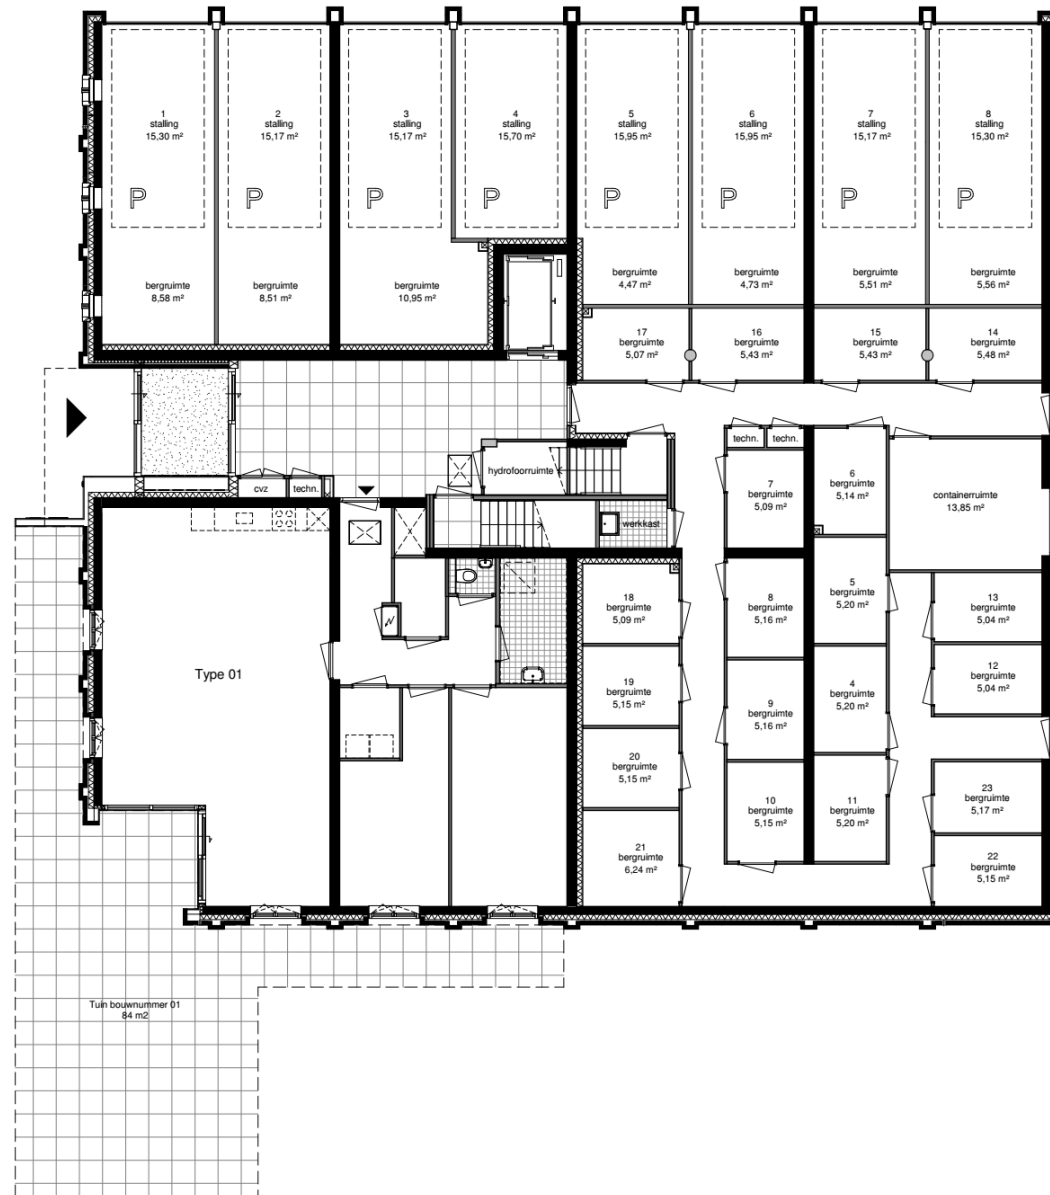 1
stalling
15,30 m²
2
stalling
15,17 m²
3
stalling
15,17 m²
4
stalling
15,70 m²
5
stalling
15,95 m²
6
stalling
15,95 m²
7
stalling
15,17 m²
8
stalling
15,30 m²
P
P
P
P
P
P
P
P
bergruimte
8,58 m²
bergruimte
8,51 m²
bergruimte
10,95 m²
bergruimte
4,47 m²
bergruimte
4,73 m²
bergruimte
5,51 m²
bergruimte
5,56 m²
17
bergruimte
5,07 m²
16
bergruimte
5,43 m²
15
bergruimte
5,43 m²
14
bergruimte
5,48 m²
techn.
techn.
hydrofoorruimte
cvz
techn.
werkkast
7
bergruimte
5,09 m²
6
bergruimte
5,14 m²
containerruimte
13,85 m²
18
bergruimte
5,09 m²
8
bergruimte
5,16 m²
5
bergruimte
5,20 m²
13
bergruimte
5,04 m²
Type 01
19
bergruimte
5,15 m²
9
bergruimte
5,16 m²
4
bergruimte
5,20 m²
12
bergruimte
5,04 m²
20
bergruimte
5,15 m²
10
bergruimte
5,15 m²
11
bergruimte
5,20 m²
23
bergruimte
5,17 m²
21
bergruimte
6,24 m²
22
bergruimte
5,15 m²
Tuin bouwnummer 01
84 m2